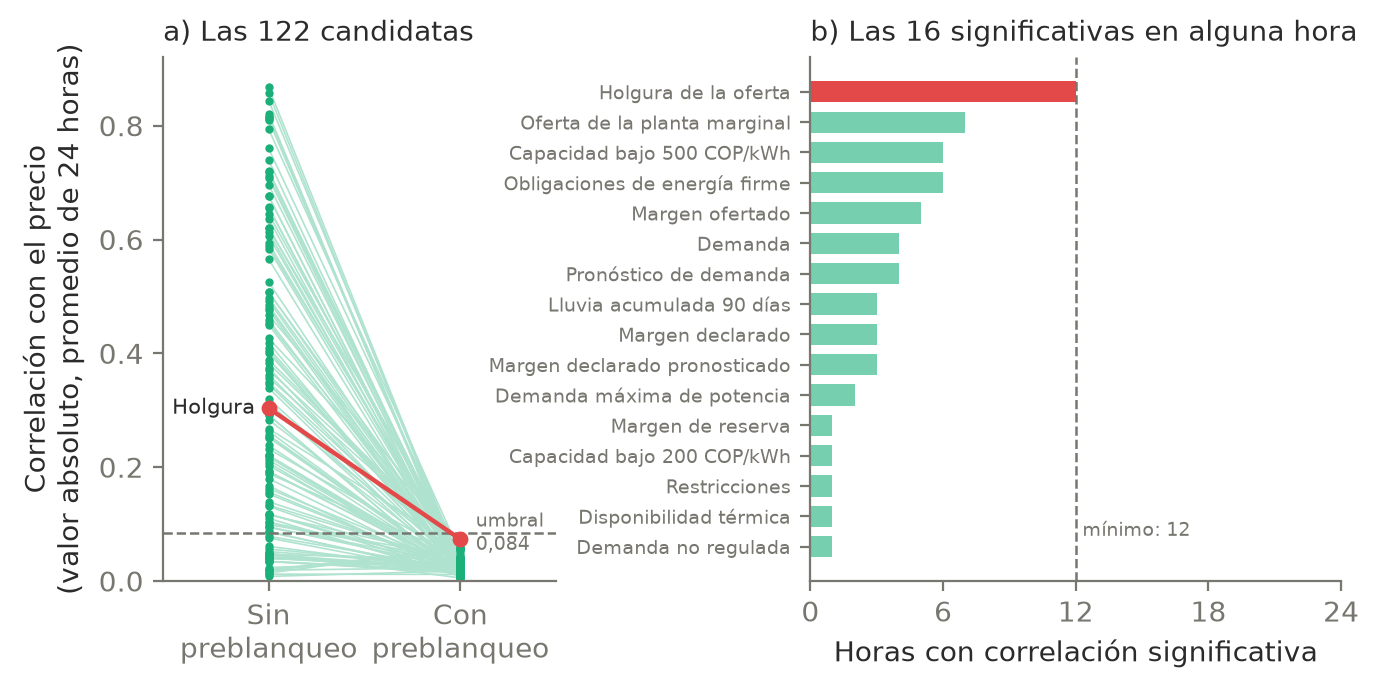 a) Las 122 candidatas
Correlación con el precio
(valor absoluto, promedio de 24 horas)
0.8
0.6
0.4
0.2
0.0
Holgura
umbral
0,084
Sin
preblanqueo
Con
preblanqueo
b) Las 16 significativas en alguna hora
Holgura de la oferta
Oferta de la planta marginal
Capacidad bajo 500 COP/kWh
Obligaciones de energía firme
Margen ofertado
Demanda
Pronóstico de demanda
Lluvia acumulada 90 días
Margen declarado
Margen declarado pronosticado
Demanda máxima de potencia
Margen de reserva
Capacidad bajo 200 COP/kWh
Restricciones
Disponibilidad térmica
Demanda no regulada
mínimo: 12
0 6 12 18 24
Horas con correlación significativa